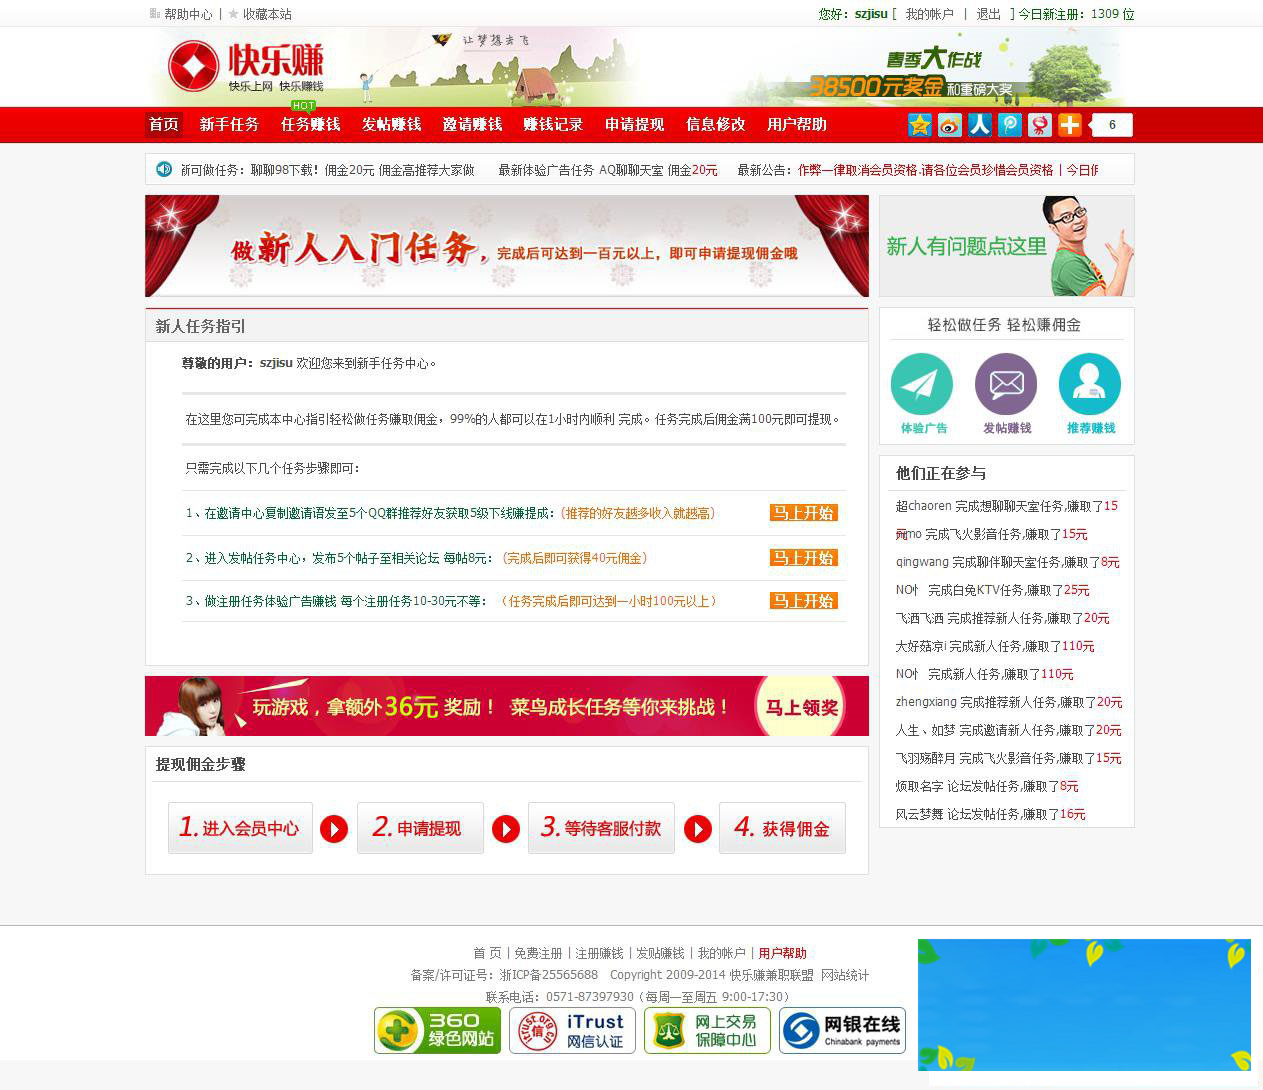 帮助中心 | 收藏本站
您好：szjisu [ 我的帐户 | 退出 ] 今日新注册：1309 位
快乐赚
快乐上网 快乐赚钱
让梦想去飞
春季大作战
38500元奖金和重磅大奖
HOT
首页 新手任务 任务赚钱 发帖赚钱 邀请赚钱 赚钱记录 申请提现 信息修改 用户帮助
6
可做任务：聊聊98下载！佣金20元 佣金高推荐大家做 最新体验广告任务 AQ聊聊天室 佣金20元 最新公告：作弊一律取消会员资格.请各位会员珍惜会员资格 | 今日
做新人入门任务，完成后可达到一百元以上，即可申请提现佣金哦
新人有问题点这里
新人任务指引
尊敬的用户：szjisu 欢迎您来到新手任务中心。
在这里您可完成本中心指引轻松做任务赚取佣金，99%的人都可以在1小时内顺利 完成。任务完成后佣金满100元即可提现。
只需完成以下几个任务步骤即可：
1、在邀请中心复制邀请语发至5个QQ群推荐好友获取5级下线赚提成：（推荐的好友越多收入就越高） 马上开始
2、进入发帖任务中心，发布5个帖子至相关论坛 每帖8元：（完成后即可获得40元佣金） 马上开始
3、做注册任务体验广告赚钱 每个注册任务10-30元不等：（任务完成后即可达到一小时100元以上） 马上开始
轻松做任务 轻松赚佣金
体验广告 发帖赚钱 推荐赚钱
他们正在参与
超chaoren 完成想聊聊天室任务,赚取了15元
mo 完成飞火影音任务,赚取了15元
qingwang 完成聊伴聊天室任务,赚取了8元
NO忄 完成白兔KTV任务,赚取了25元
飞洒飞洒 完成推荐新人任务,赚取了20元
大好菇凉i 完成新人任务,赚取了110元
NO忄 完成新人任务,赚取了110元
zhengxiang 完成推荐新人任务,赚取了20元
人生、如梦 完成邀请新人任务,赚取了20元
飞羽殇醉月 完成飞火影音任务,赚取了15元
烦取名字 论坛发帖任务,赚取了8元
风云梦舞 论坛发帖任务,赚取了16元
玩游戏，拿额外36元奖励！ 菜鸟成长任务等你来挑战！ 马上领奖
提现佣金步骤
1.进入会员中心 2.申请提现 3.等待客服付款 4.获得佣金
首 页 | 免费注册 | 注册赚钱 | 发贴赚钱 | 我的帐户 | 用户帮助
备案/许可证号：浙ICP备25565688 Copyright 2009-2014 快乐赚兼职联盟 网站统计
联系电话：0571-87397930（每周一至周五 9:00-17:30）
360绿色网站
iTrust 网信认证
网上交易保障中心
网银在线 Chinabank payments